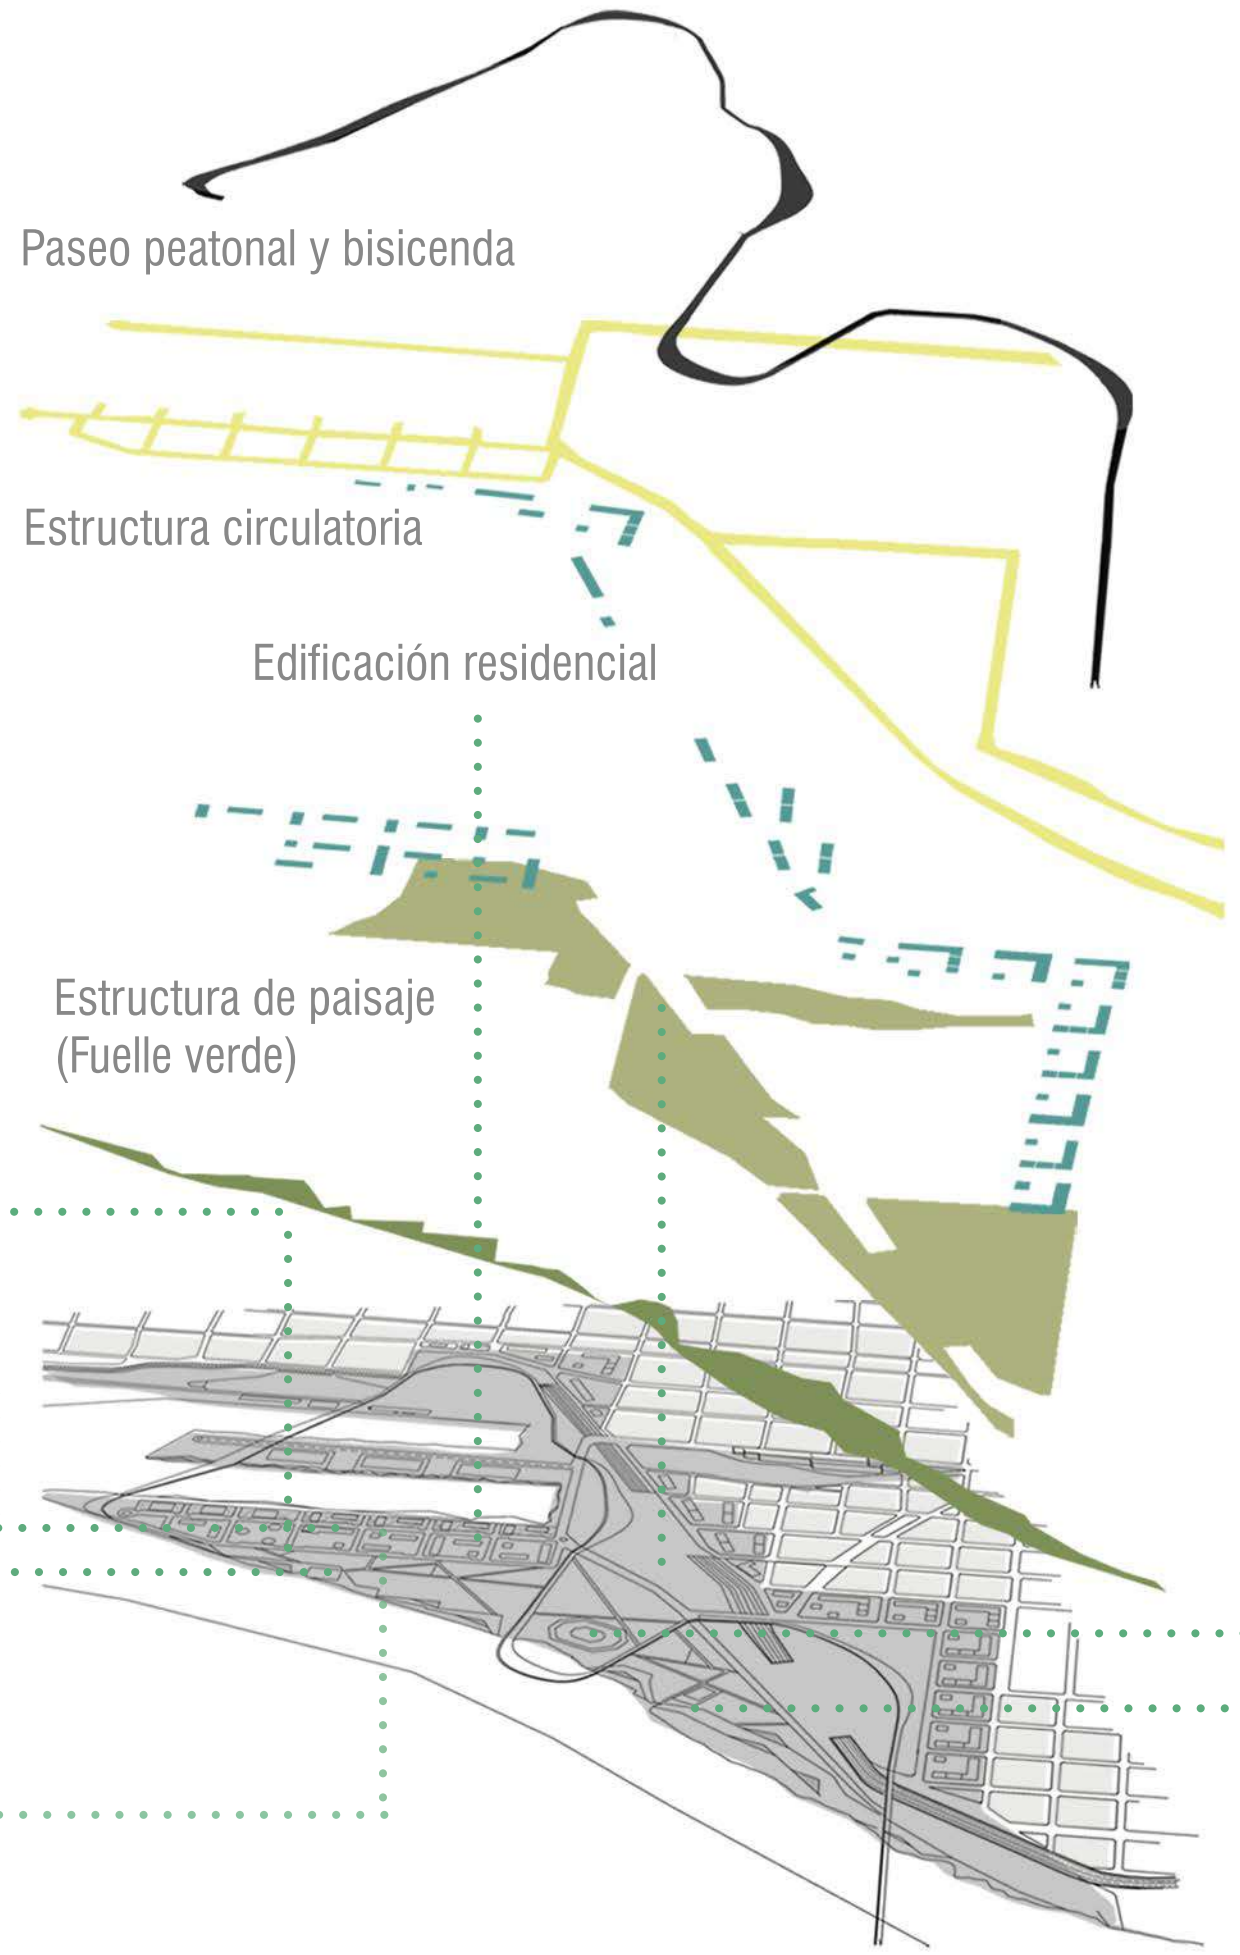 Paseo peatonal y bisicenda
Estructura circulatoria
Edificación residencial
Estructura de paisaje
(Fuelle verde)